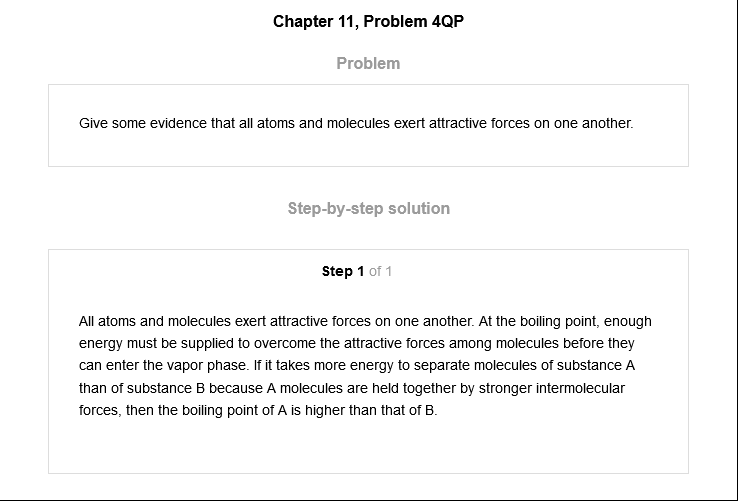 Chapter 11, Problem 4QP
Problem
Give some evidence that all atoms and molecules exert attractive forces on one another.
Step-by-step solution
Step 1 of 1
All atoms and molecules exert attractive forces on one another. At the boiling point, enough
energy must be supplied to overcome the attractive forces among molecules before they
can enter the vapor phase. If it takes more energy to separate molecules of substance A
than of substance B because A molecules are held together by stronger intermolecular
forces, then the boiling point of A is higher than that of B.